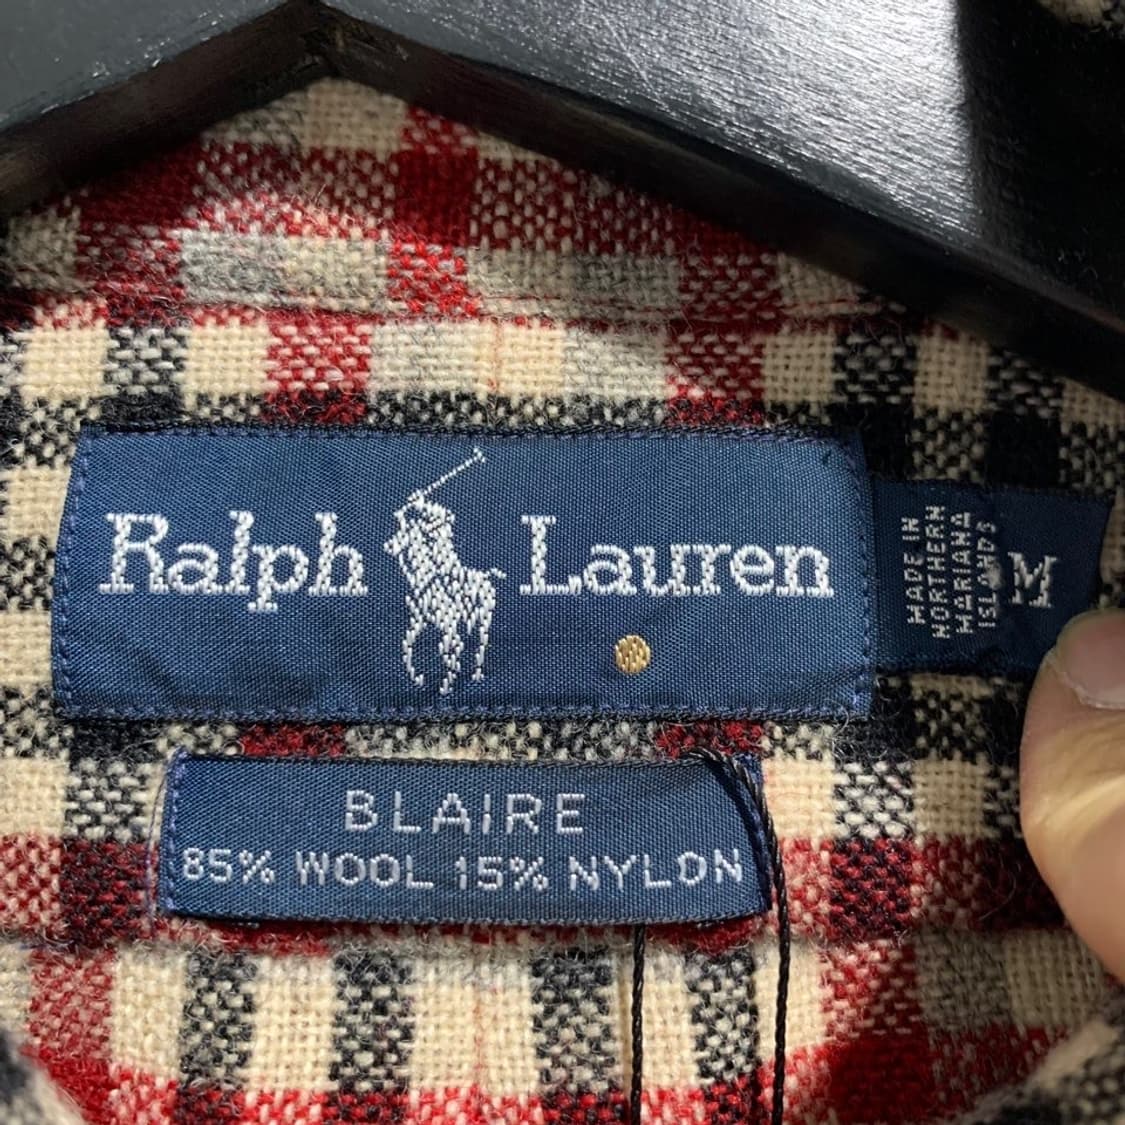 Ralph Lauren
MADE IN
NORTHERN
MARIANA
ISLANDS
M
BLAIRE
85% WOOL 15% NYLON